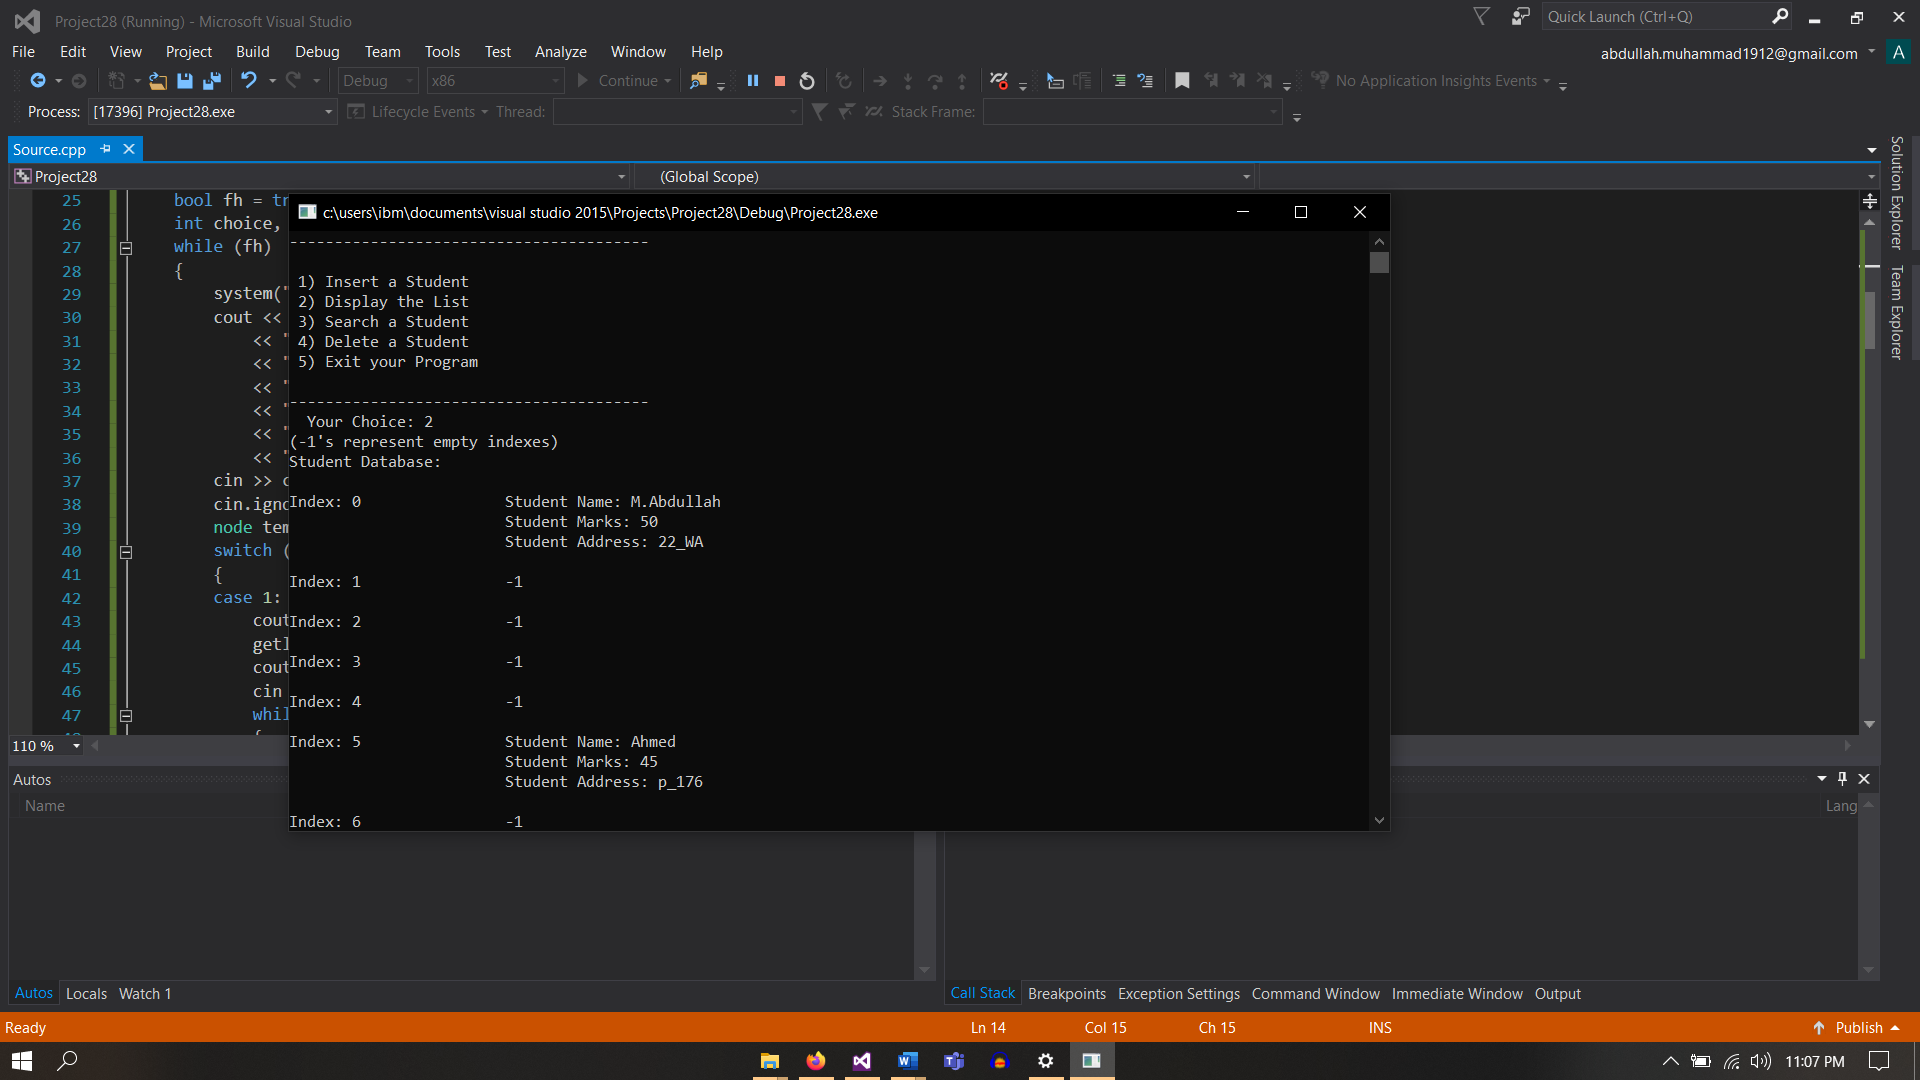 Project28 (Running) - Microsoft Visual Studio
Quick Launch (Ctrl+Q)
File Edit View Project Build Debug Team Tools Test Analyze Window Help
abdullah.muhammad1912@gmail.com A
Debug x86 Continue No Application Insights Events
Process: [17396] Project28.exe Lifecycle Events Thread: Stack Frame:
Source.cpp
Project28 (Global Scope)
Solution Explorer
Team Explorer
25 bool fh =
26 int choice,
27 while (fh)
28 {
29 system("
30 cout <<
31 << "
32 << "
33 << "
34 << "
35 << "
36 << "
37 cin >>
38
39 node
40 switch (
41 {
42 case 1:
43
44
45
46 cin
47
c:\users\ibm\documents\visual studio 2015\Projects\Project28\Debug\Project28.exe
----------------------------------------
1) Insert a Student
2) Display the List
3) Search a Student
4) Delete a Student
5) Exit your Program
----------------------------------------
Your Choice: 2
(-1's represent empty indexes)
Student Database:
Index: 0 Student Name: M.Abdullah
Student Marks: 50
Student Address: 22_WA
Index: 1 -1
Index: 2 -1
Index: 3 -1
Index: 4 -1
Index: 5 Student Name: Ahmed
Student Marks: 45
Student Address: p_176
Index: 6 -1
110 %
Autos
Name Lang
Autos Locals Watch 1
Call Stack Breakpoints Exception Settings Command Window Immediate Window Output
Ready Ln 14 Col 15 Ch 15 INS Publish
11:07 PM